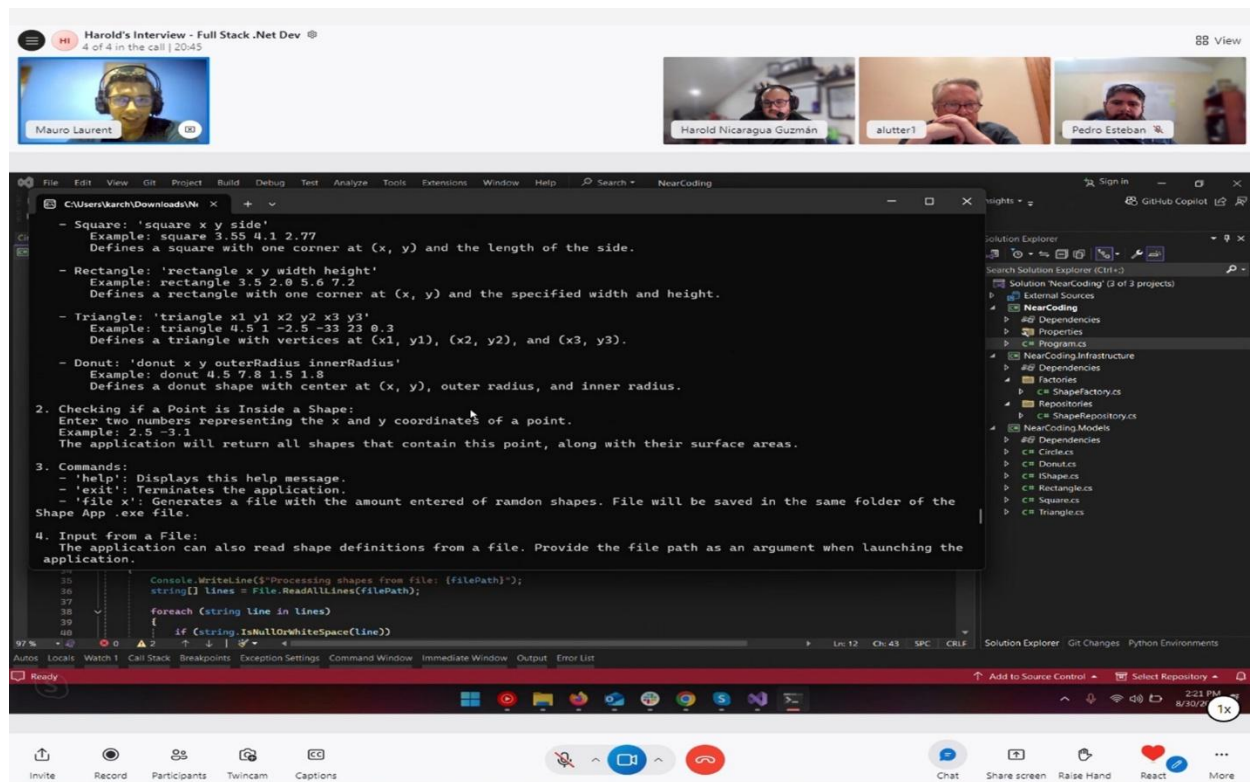 HI
Harold's Interview - Full Stack .Net Dev
4 of 4 in the call | 20:45
View
Mauro Laurent
Harold Nicaragua Guzmán
alutter1
Pedro Esteban
File Edit View Git Project Build Debug Test Analyze Tools Extensions Window Help Search NearCoding
Sign in
C:\Users\karch\Downloads\Ne
GitHub Copilot
- Square: 'square x y side'
Example: square 3.55 4.1 2.77
Defines a square with one corner at (x, y) and the length of the side.
- Rectangle: 'rectangle x y width height'
Example: rectangle 3.5 2.0 5.6 7.2
Defines a rectangle with one corner at (x, y) and the specified width and height.
- Triangle: 'triangle x1 y1 x2 y2 x3 y3'
Example: triangle 4.5 1 -2.5 -33 23 0.3
Defines a triangle with vertices at (x1, y1), (x2, y2), and (x3, y3).
- Donut: 'donut x y outerRadius innerRadius'
Example: donut 4.5 7.8 1.5 1.8
Defines a donut shape with center at (x, y), outer radius, and inner radius.
2. Checking if a Point is Inside a Shape:
Enter two numbers representing the x and y coordinates of a point.
Example: 2.5 -3.1
The application will return all shapes that contain this point, along with their surface areas.
3. Commands:
- 'help': Displays this help message.
- 'exit': Terminates the application.
- 'file x': Generates a file with the amount entered of ramdon shapes. File will be saved in the same folder of the
Shape App .exe file.
4. Input from a File:
The application can also read shape definitions from a file. Provide the file path as an argument when launching the
application.
35 Console.WriteLine($"Processing shapes from file: {filePath}");
36 string[] lines = File.ReadAllLines(filePath);
37
38 foreach (string line in lines)
39 {
40 if (string.IsNullOrWhiteSpace(line))
Solution Explorer
Search Solution Explorer (Ctrl+;)
Solution 'NearCoding' (3 of 3 projects)
External Sources
NearCoding
Dependencies
Properties
C# Program.cs
NearCoding.Infrastructure
Dependencies
Factories
C# ShapeFactory.cs
Repositories
C# ShapeRepository.cs
NearCoding.Models
Dependencies
C# Circle.cs
C# Donut.cs
C# IShape.cs
C# Rectangle.cs
C# Square.cs
C# Triangle.cs
97 % 0 2 Ln: 12 Ch: 43 SPC CRLF
Solution Explorer Git Changes Python Environments
Autos Locals Watch 1 Call Stack Breakpoints Exception Settings Command Window Immediate Window Output Error List
Ready
Add to Source Control Select Repository
2:21 PM
1x
Invite Record Participants Twincam Captions Chat Share screen Raise Hand React More